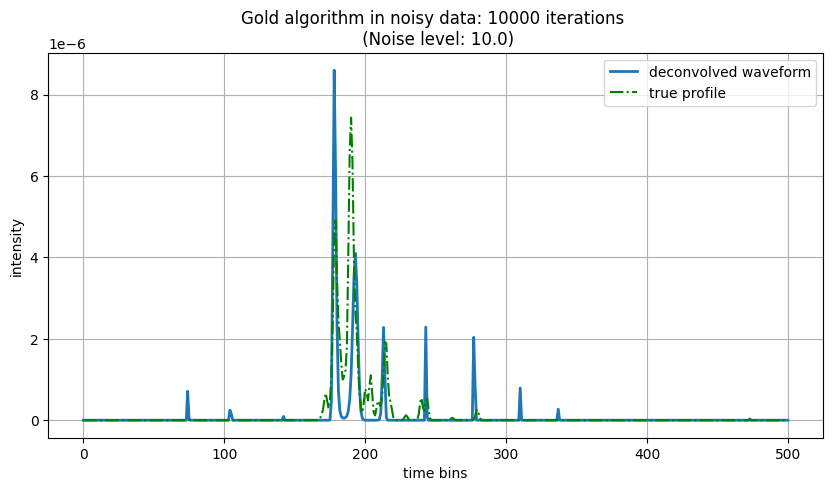 Gold algorithm in noisy data: 10000 iterations
(Noise level: 10.0)
1e−6
deconvolved waveform
true profile
8
6
4
2
0
intensity
0 100 200 300 400 500
time bins